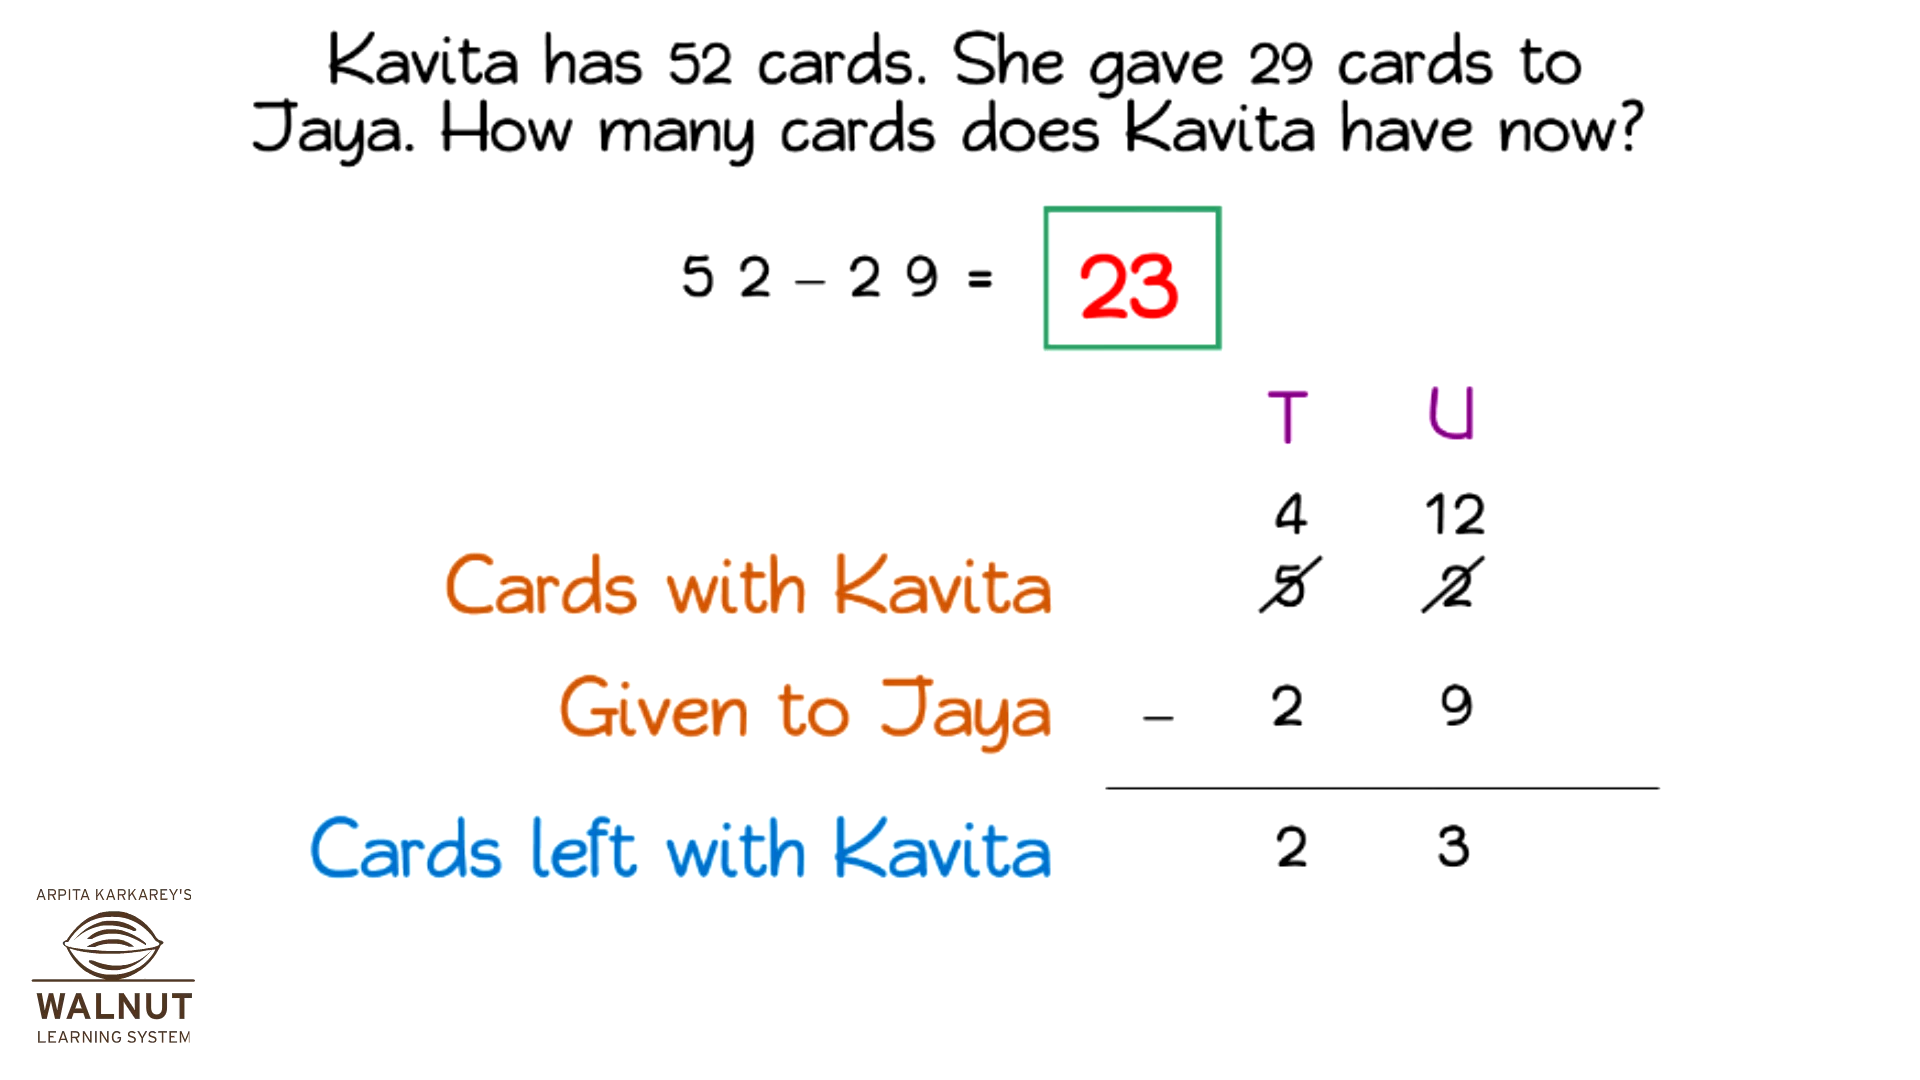 Kavita has 52 cards. She gave 29 cards to
Jaya. How many cards does Kavita have now?
5 2 – 2 9 = 23
T U
4 12
Cards with Kavita 5 2
Given to Jaya – 2 9
Cards left with Kavita 2 3
ARPITA KARKAREY'S
WALNUT
LEARNING SYSTEM